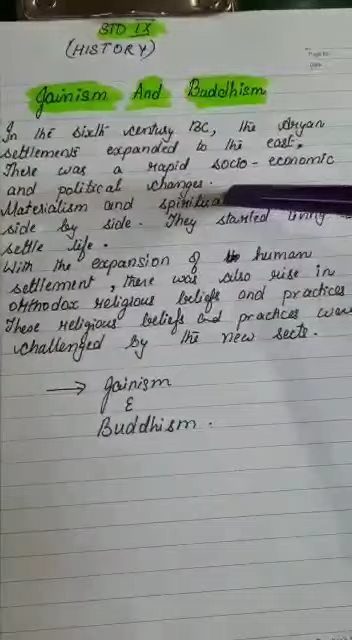 STD IX
(HISTORY)
Jainism And Buddhism
In the sixth century BC, the Aryan
settlements expanded to the east.
There was a rapid socio-economic
and political changes.
Materialism and
side by side. They started living
settle life.
With the expansion of human
settlement, there was also rise in
orthodox religious beliefs and practices
These religious beliefs and practices were
challenged by the new sects.
→ Jainism
&
Buddhism.